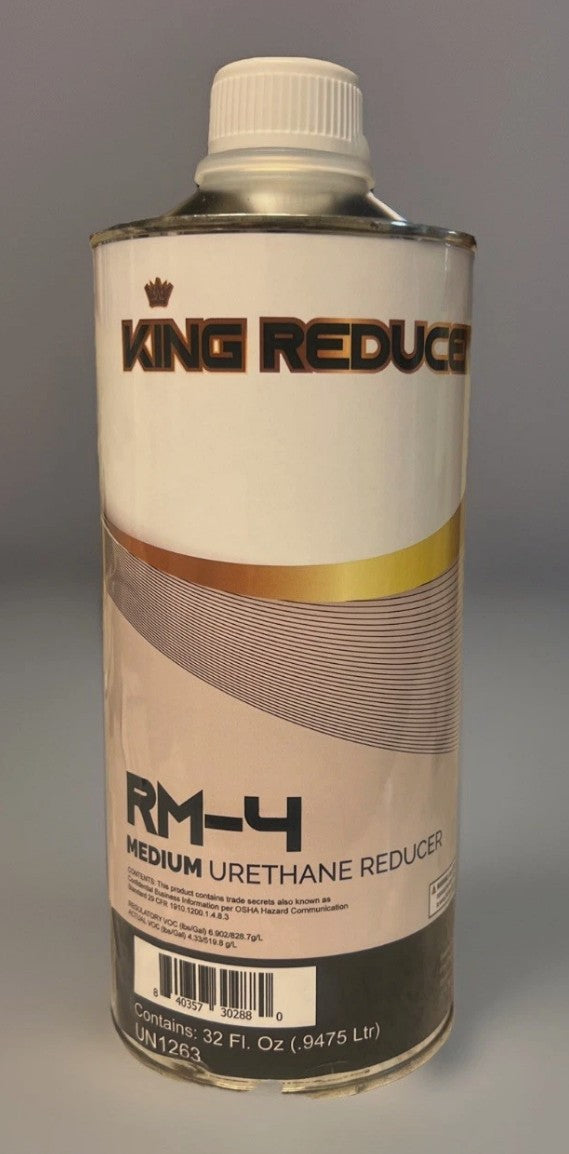 KING REDUCER
RM-4
MEDIUM URETHANE REDUCER
CONTENTS: This product contains trade secrets also known as
Confidential Business Information per OSHA Hazard Communication
Standard 29 CFR 1910.1200.1.4.8.3
REGULATORY VOC (lbs/Gal) 6.902/828.7g/L
ACTUAL VOC (lbs/Gal) 4.33/519.8 g/L
8 40357 30288 0
Contains: 32 Fl. Oz (.9475 Ltr)
UN1263